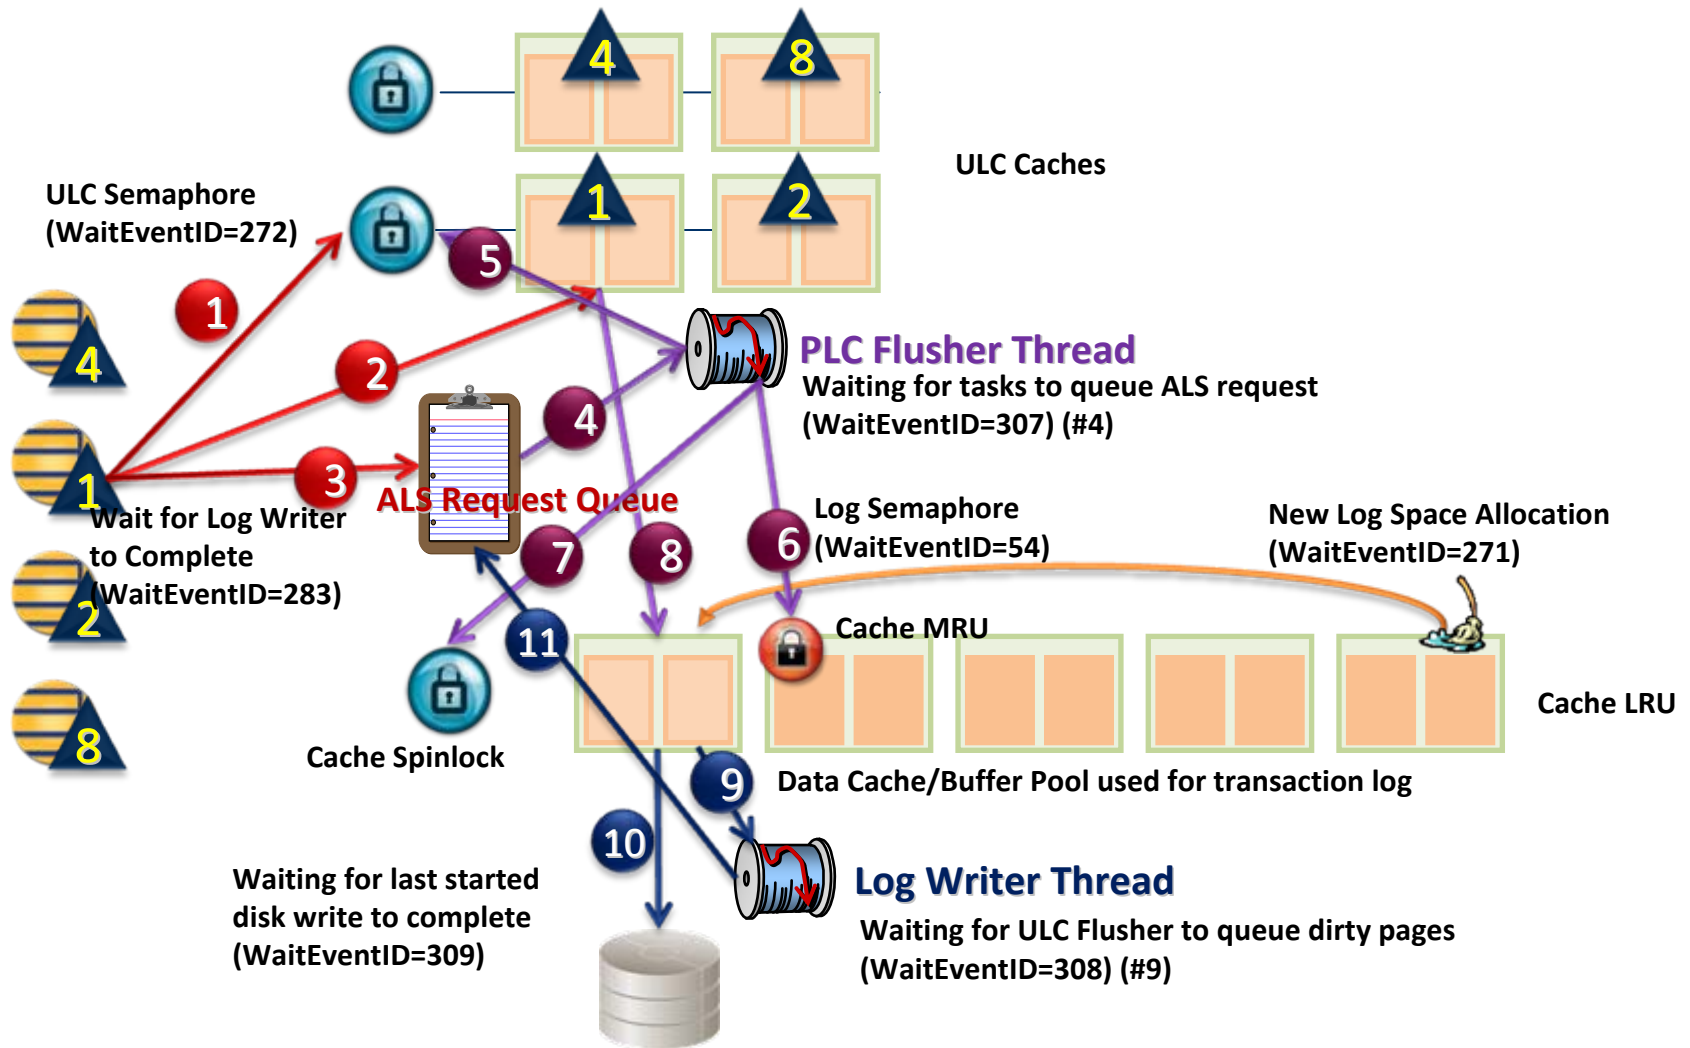 4
8
ULC Caches
ULC Semaphore
(WaitEventID=272)
1
2
5
1
4
2
PLC Flusher Thread
Waiting for tasks to queue ALS request
(WaitEventID=307) (#4)
4
1
3
ALS Request Queue
Wait for Log Writer
to Complete
(WaitEventID=283)
Log Semaphore
(WaitEventID=54)
New Log Space Allocation
(WaitEventID=271)
7
8
6
2
11
Cache MRU
8
Cache LRU
Cache Spinlock
9
Data Cache/Buffer Pool used for transaction log
10
Waiting for last started
disk write to complete
(WaitEventID=309)
Log Writer Thread
Waiting for ULC Flusher to queue dirty pages
(WaitEventID=308) (#9)